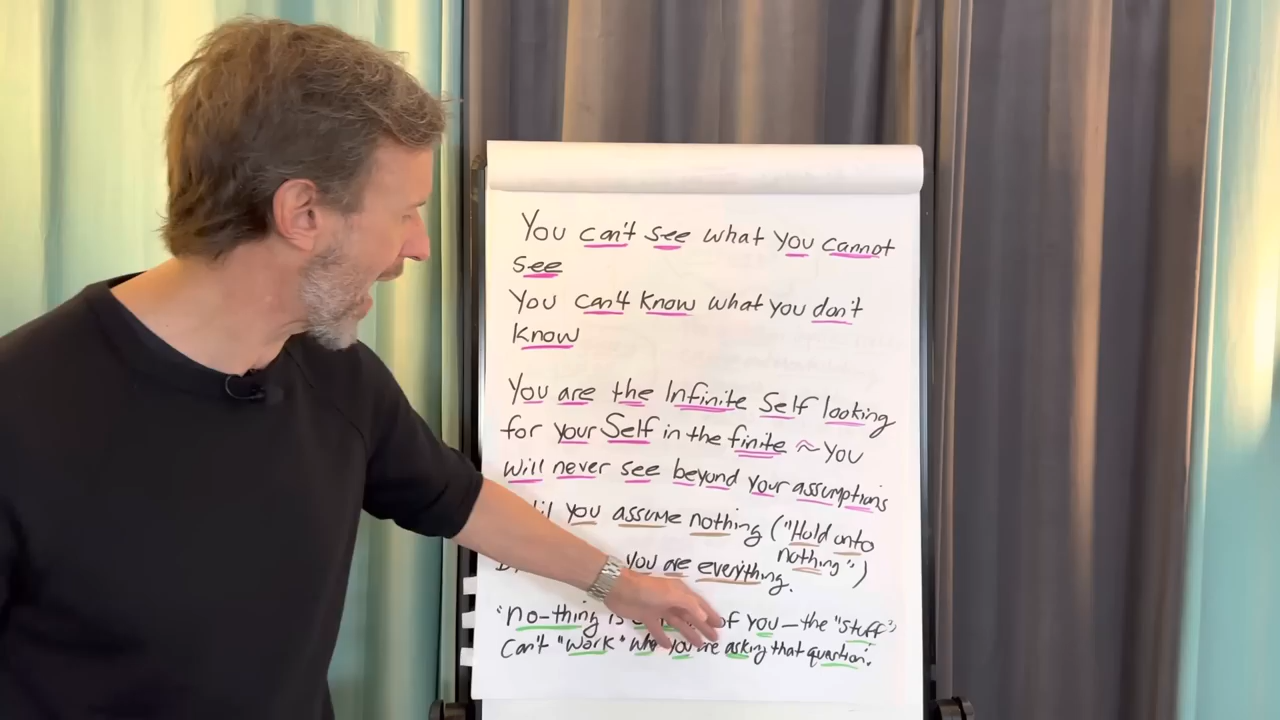 You can't see what you cannot
see
You can't know what you don't
know
You are the Infinite Self looking
for your Self in the finite ≈ You
will never see beyond your assumptions
you assume nothing ("Hold onto
nothing")
you are everything.
"No-thing is of you — the "stuff"
Can't "work" you're asking that question".